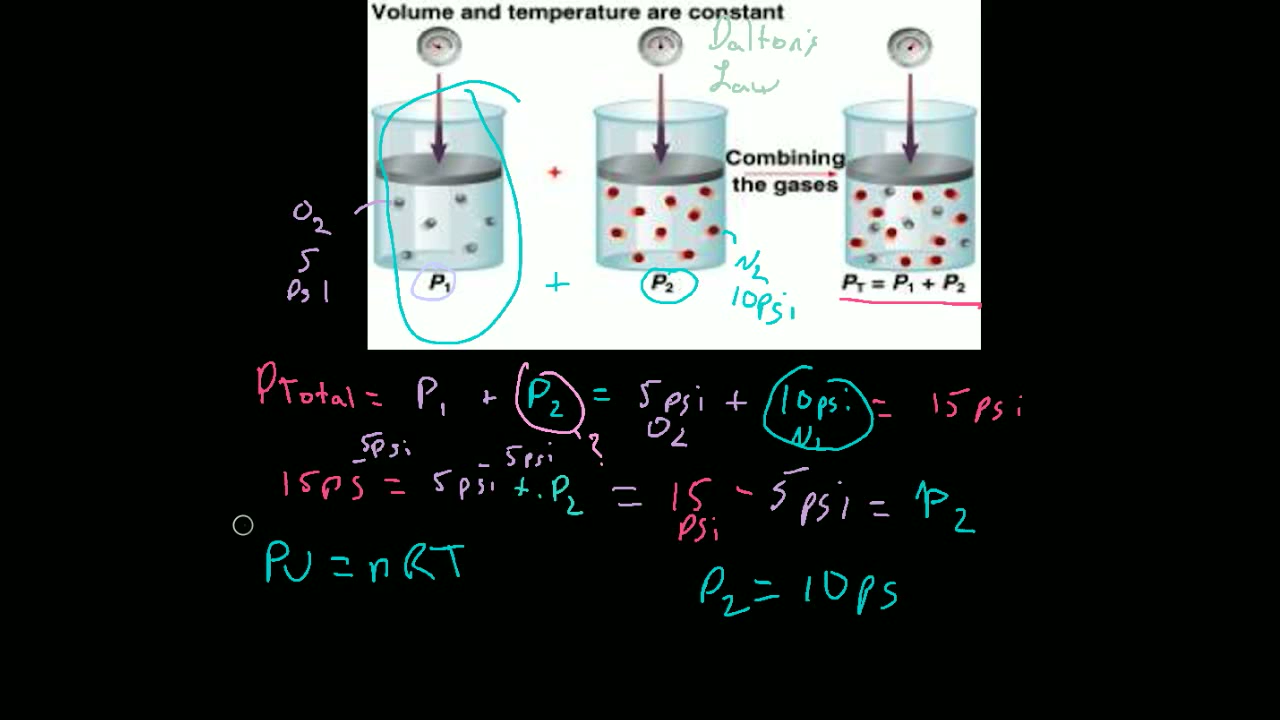 Volume and temperature are constant
Dalton's
Law
Combining
the gases
O2
5
psi
P1
+
+
P2
N2
10psi
PT = P1 + P2
PTotal = P1 + P2 = 5psi + 10psi = 15psi
O2
N2
?
-5psi
-5psi
15ps = 5psi + P2 = 15 - 5psi = P2
psi
PV = nRT
P2 = 10ps